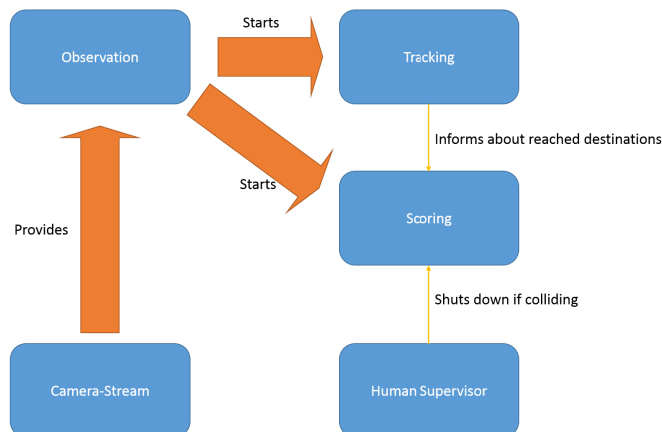 Starts
Observation
Tracking
Informs about reached destinations
Starts
Scoring
Provides
Shuts down if colliding
Camera-Stream
Human Supervisor